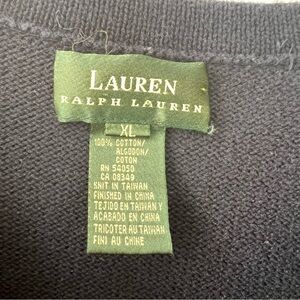 LAUREN
RALPH LAUREN
XL
100% COTTON/
ALGODON/
COTON
RN 54050
CA 08349
KNIT IN TAIWAN
FINISHED IN CHINA
TEJIDO EN TAIWAN Y
ACABADO EN CHINA
TRICOTER AU TAIWAN
FINI AU CHINE